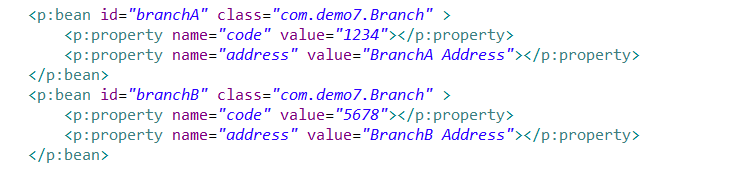 <p:bean id="branchA" class="com.demo7.Branch" >
<p:property name="code" value="1234"></p:property>
<p:property name="address" value="BranchA Address"></p:property>
</p:bean>
<p:bean id="branchB" class="com.demo7.Branch" >
<p:property name="code" value="5678"></p:property>
<p:property name="address" value="BranchB Address"></p:property>
</p:bean>